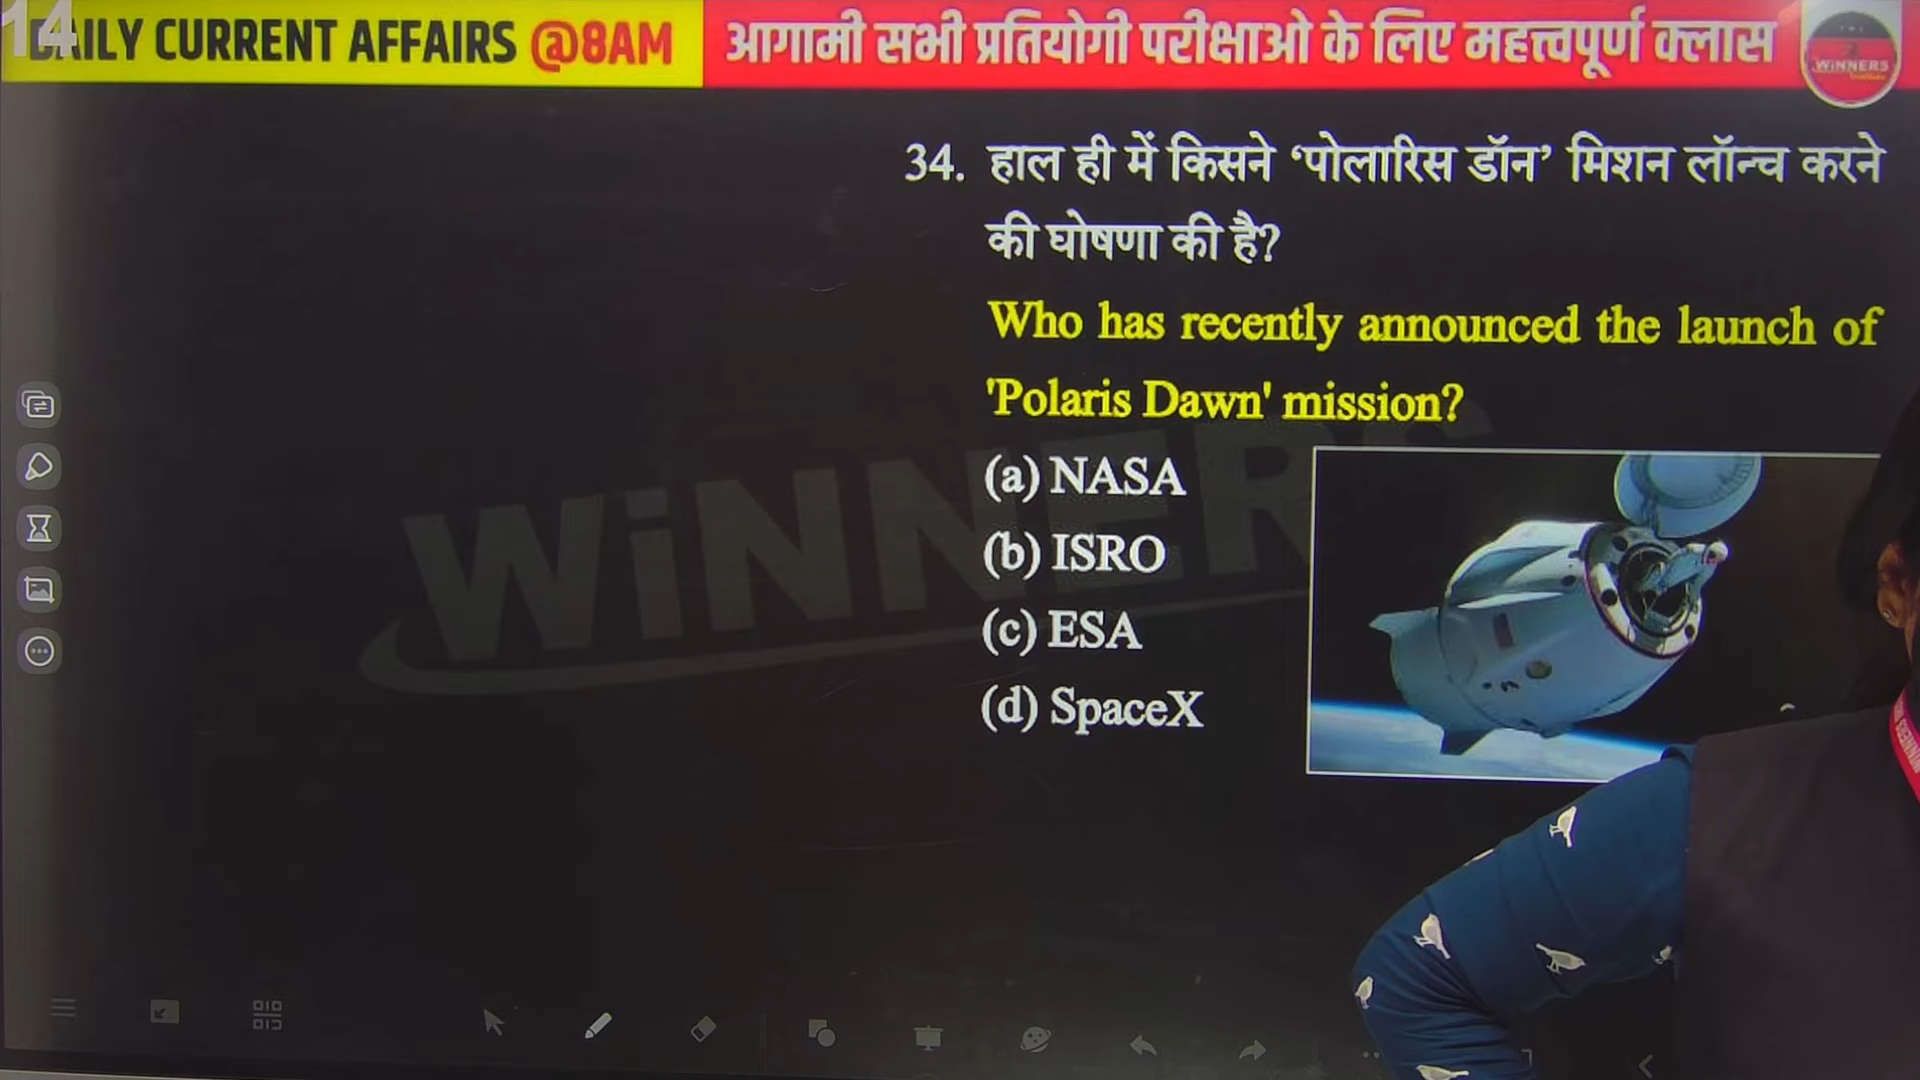 14
DAILY CURRENT AFFAIRS @8AM
आगामी सभी प्रतियोगी परीक्षाओ के लिए महत्त्वपूर्ण क्लास
WiNNERS
34. हाल ही में किसने ‘पोलारिस डॉन’ मिशन लॉन्च करने
की घोषणा की है?
Who has recently announced the launch of
'Polaris Dawn' mission?
(a) NASA
(b) ISRO
(c) ESA
(d) SpaceX
WiNNERS